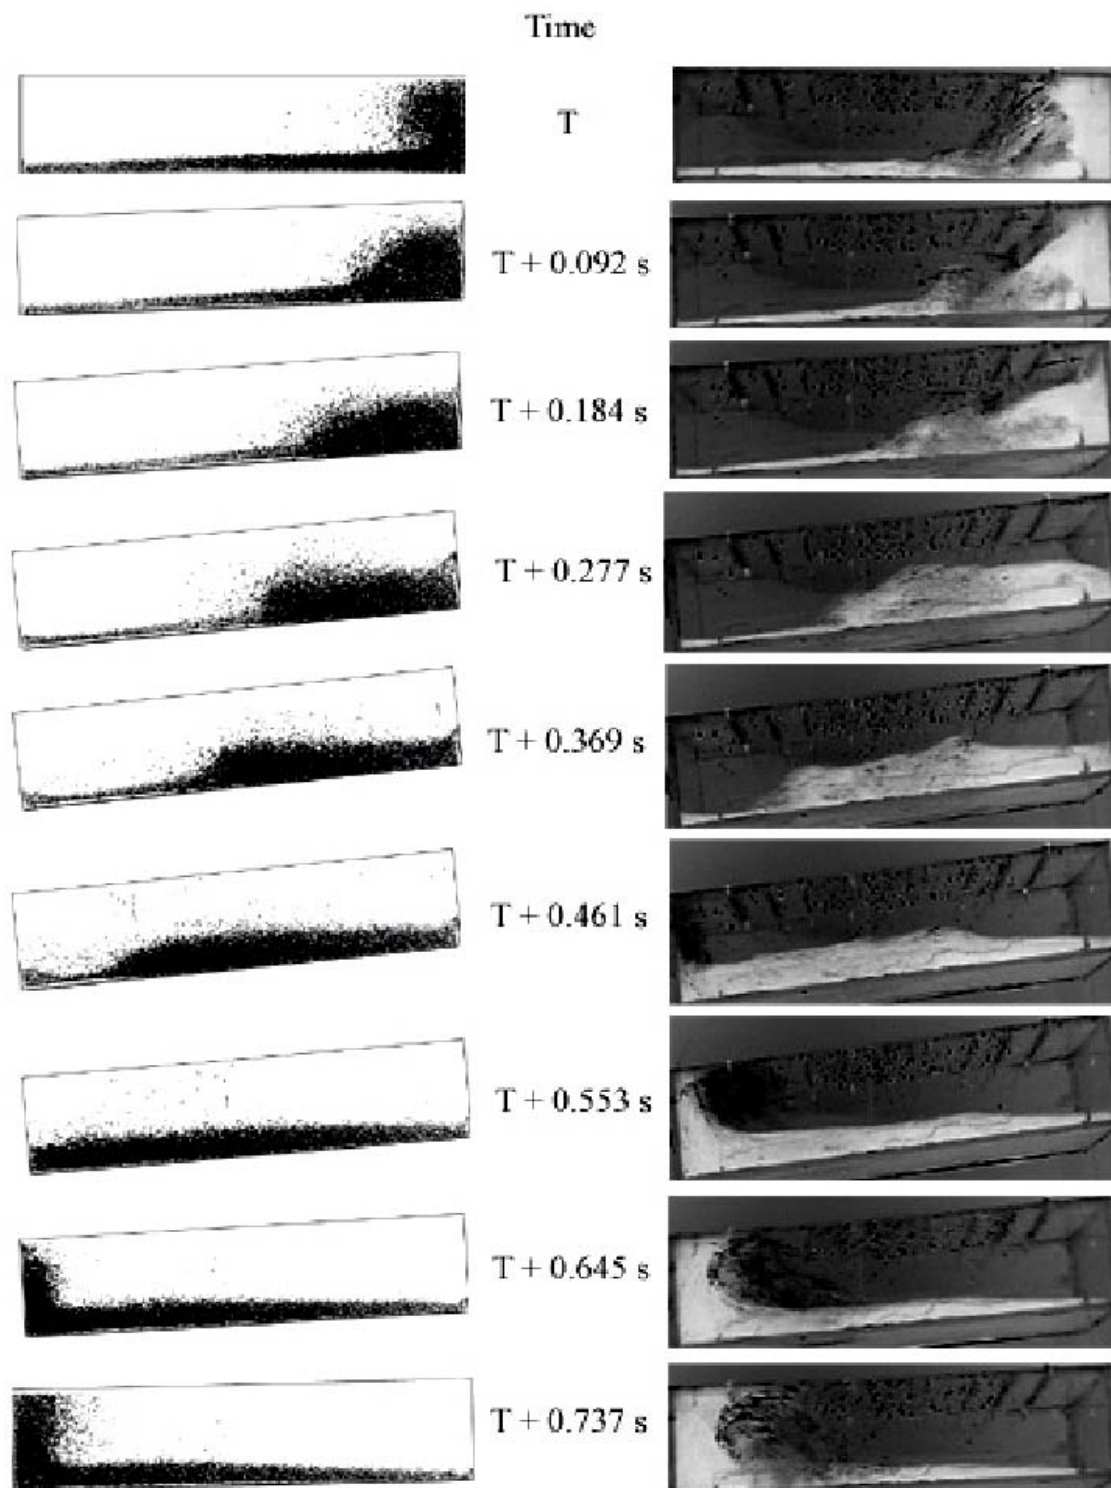 Time
T
T + 0.092 s
T + 0.184 s
T + 0.277 s
T + 0.369 s
T + 0.461 s
T + 0.553 s
T + 0.645 s
T + 0.737 s